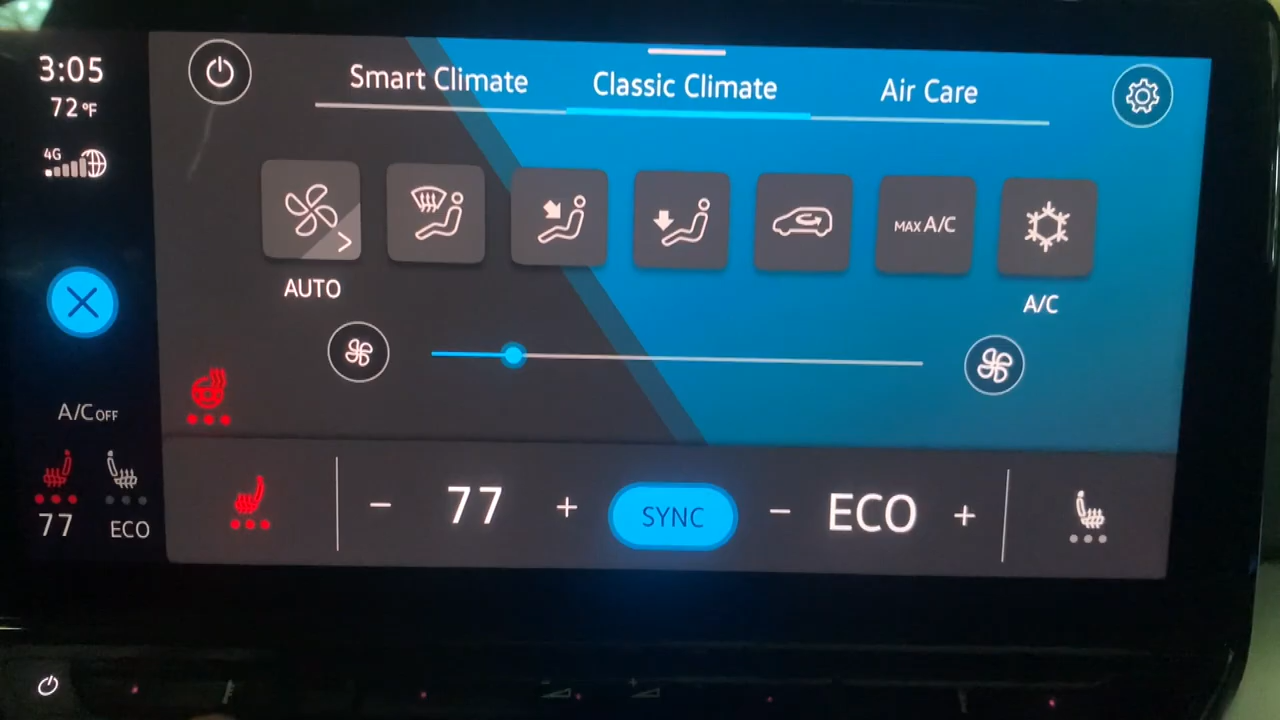 3:05
72°F
4G
A/C OFF
77
ECO
Smart Climate
Classic Climate
Air Care
MAX A/C
AUTO
A/C
77
SYNC
ECO